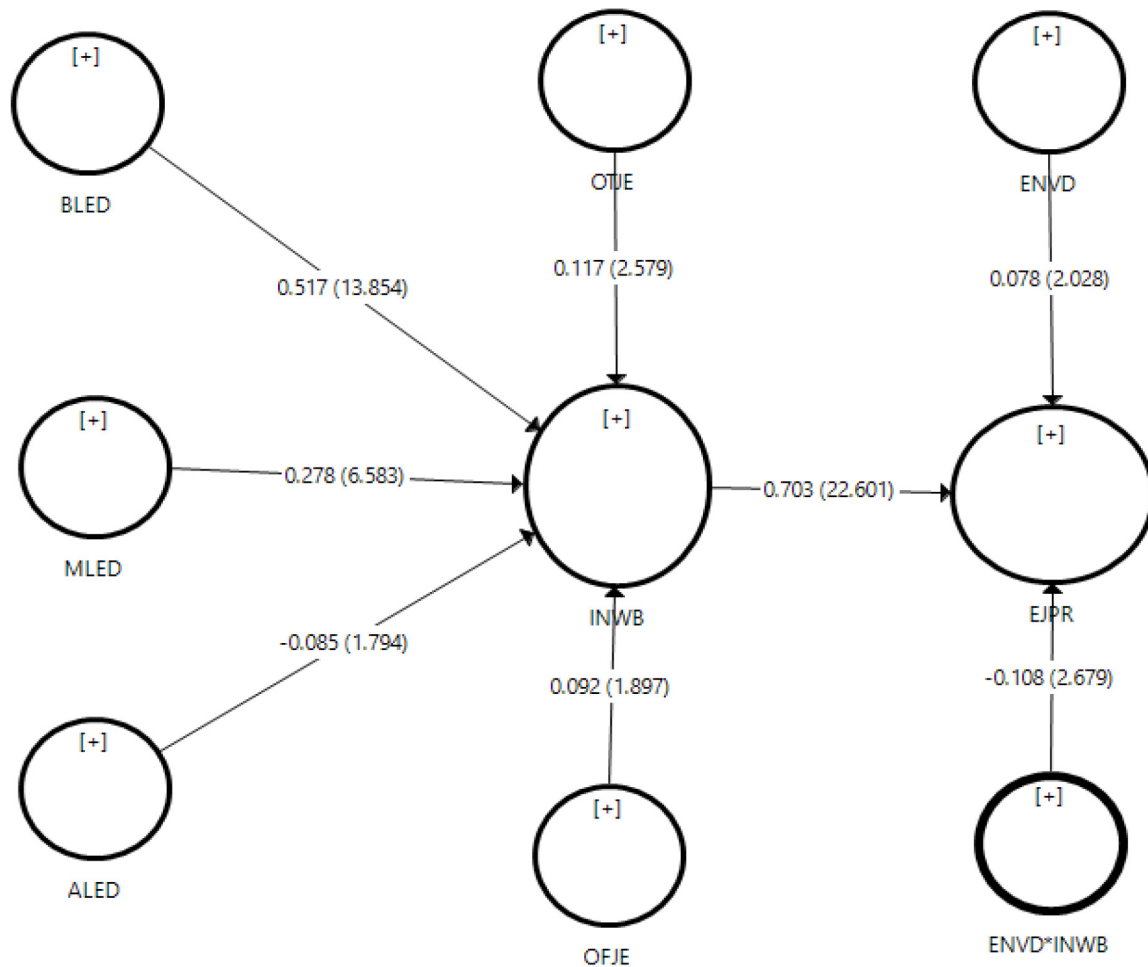 [+]
BLED
[+]
OTJE
[+]
ENVD
0.517 (13.854)
0.117 (2.579)
0.078 (2.028)
[+]
MLED
0.278 (6.583)
[+]
INWB
0.703 (22.601)
[+]
EJPR
-0.085 (1.794)
0.092 (1.897)
-0.108 (2.679)
[+]
ALED
[+]
OFJE
[+]
ENVD*INWB